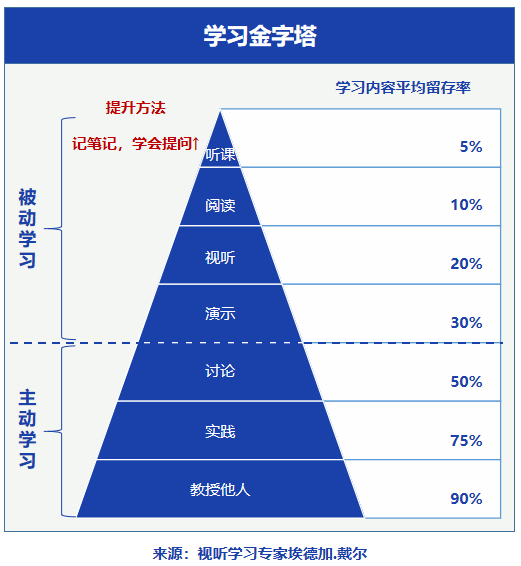 学习金字塔
学习内容平均留存率
提升方法
记笔记，学会提问
听课
5%
阅读
10%
视听
20%
演示
30%
被动学习
讨论
50%
实践
75%
教授他人
90%
主动学习
来源：视听学习专家埃德加.戴尔